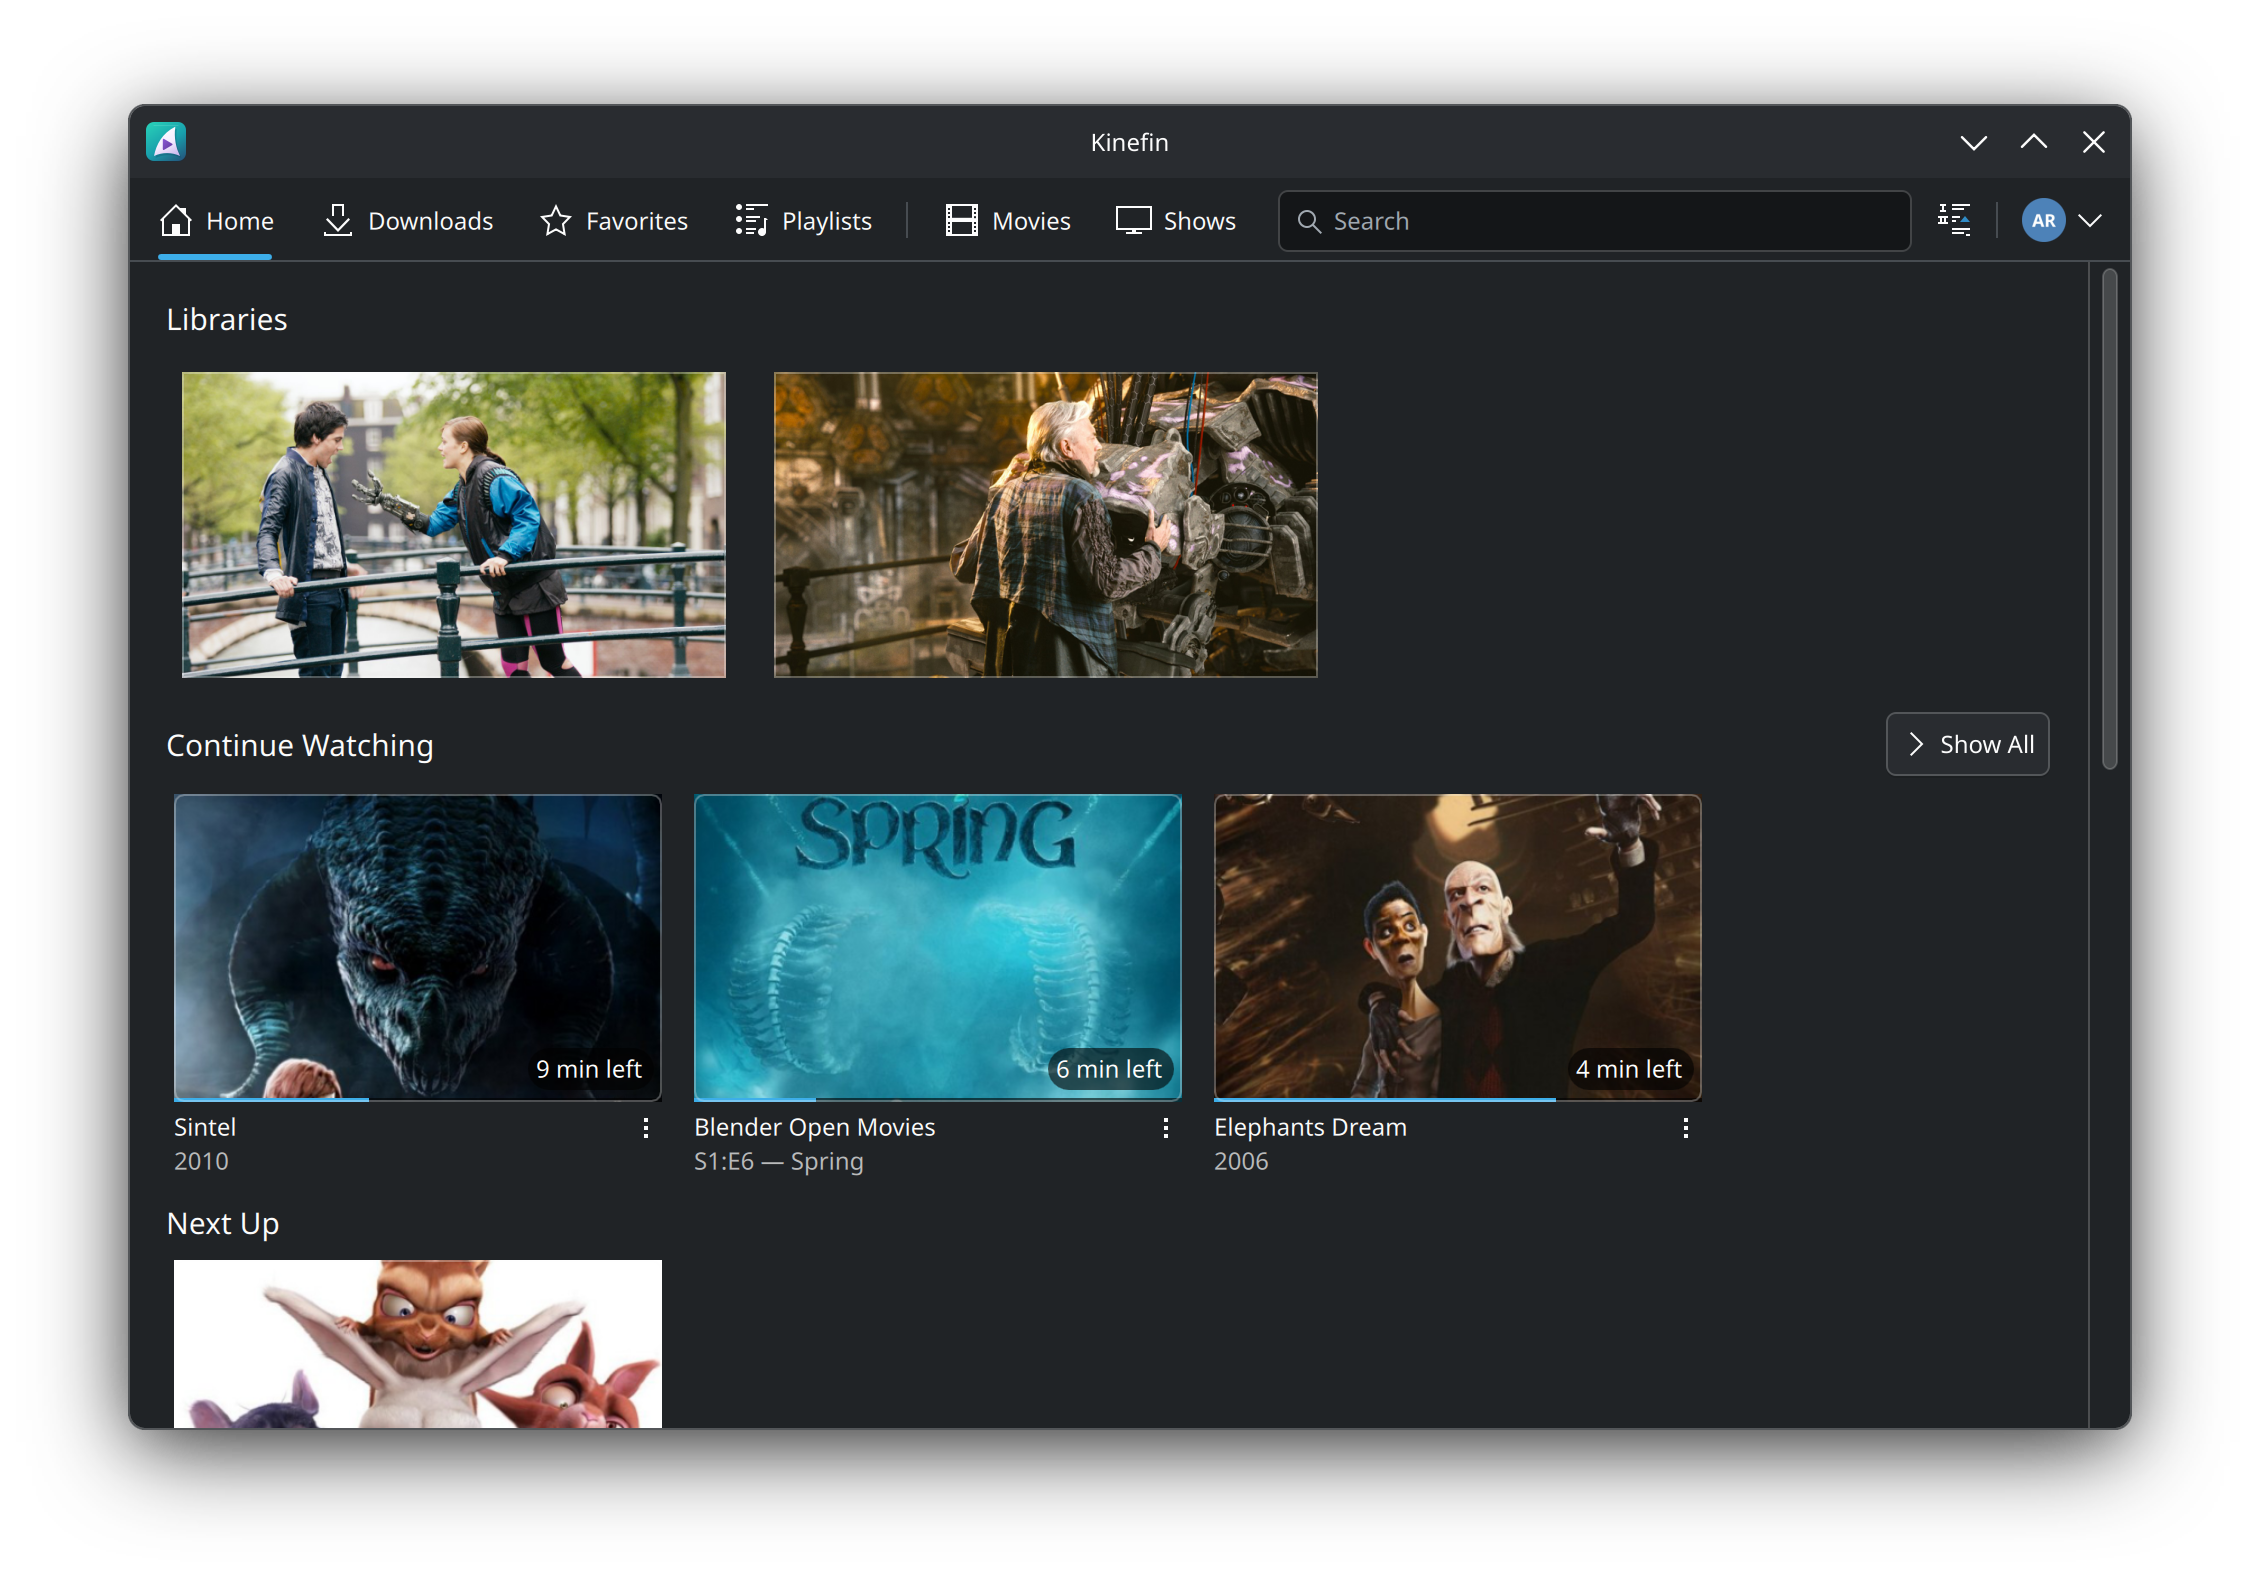 Kinefin
Home Downloads Favorites Playlists Movies Shows Search AR
Libraries
Continue Watching Show All
SPRING
9 min left 6 min left 4 min left
Sintel Blender Open Movies Elephants Dream
2010 S1:E6 — Spring 2006
Next Up